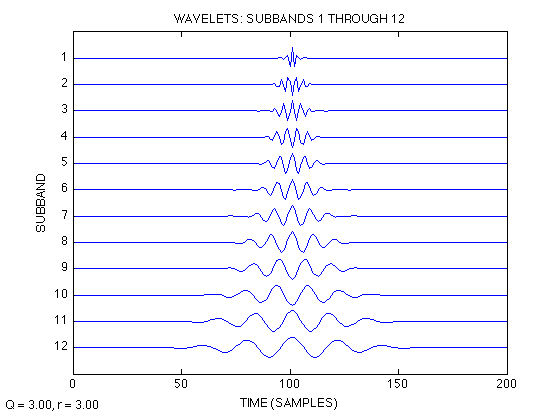 WAVELETS: SUBBANDS 1 THROUGH 12
SUBBAND
1
2
3
4
5
6
7
8
9
10
11
12
0 50 100 150 200
TIME (SAMPLES)
Q = 3.00, r = 3.00